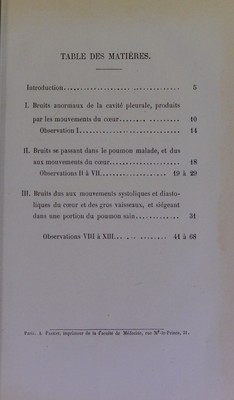 TABLE DES MATIÈRES.
Introduction.................. 5
I. Bruits anormaux de la cavité pleurale, produits
par les mouvements du cœur.................. 10
Observation I.................. 14
II. Bruits se passant dans le poumon malade, et dus
aux mouvements du cœur.................. 18
Observations II à VII.................. 19 à 29
III. Bruits dus aux mouvements systoliques et diasto-
liques du cœur et des gros vaisseaux, et siégeant
dans une portion du poumon sain............. 31
Observations VIII à XIII............... 41 à 68
Paris. A. Parent, imprimeur de la Faculté de Médecine, rue Mr-le-Prince, 31.